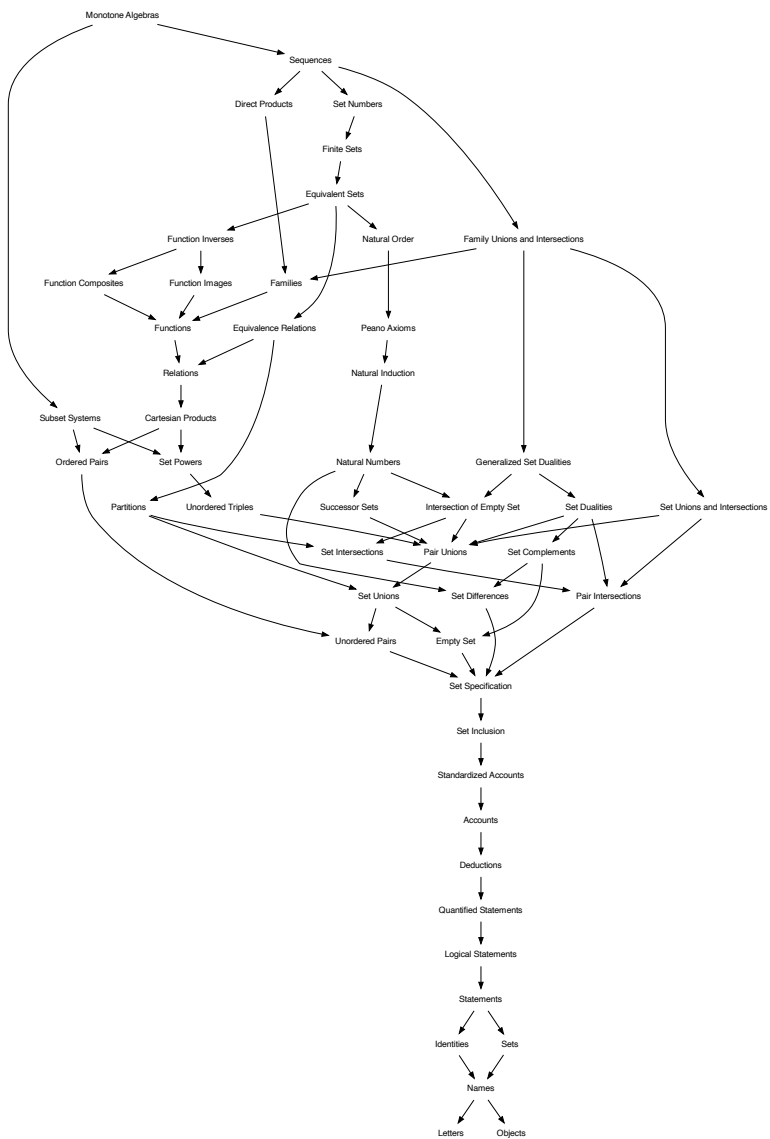 Monotone Algebras
Sequences
Direct Products
Set Numbers
Finite Sets
Equivalent Sets
Function Inverses
Natural Order
Family Unions and Intersections
Function Composites
Function Images
Families
Functions
Equivalence Relations
Peano Axioms
Relations
Natural Induction
Subset Systems
Cartesian Products
Ordered Pairs
Set Powers
Natural Numbers
Generalized Set Dualities
Partitions
Unordered Triples
Successor Sets
Intersection of Empty Set
Set Dualities
Set Unions and Intersections
Set Intersections
Pair Unions
Set Complements
Set Unions
Set Differences
Pair Intersections
Unordered Pairs
Empty Set
Set Specification
Set Inclusion
Standardized Accounts
Accounts
Deductions
Quantified Statements
Logical Statements
Statements
Identities
Sets
Names
Letters
Objects